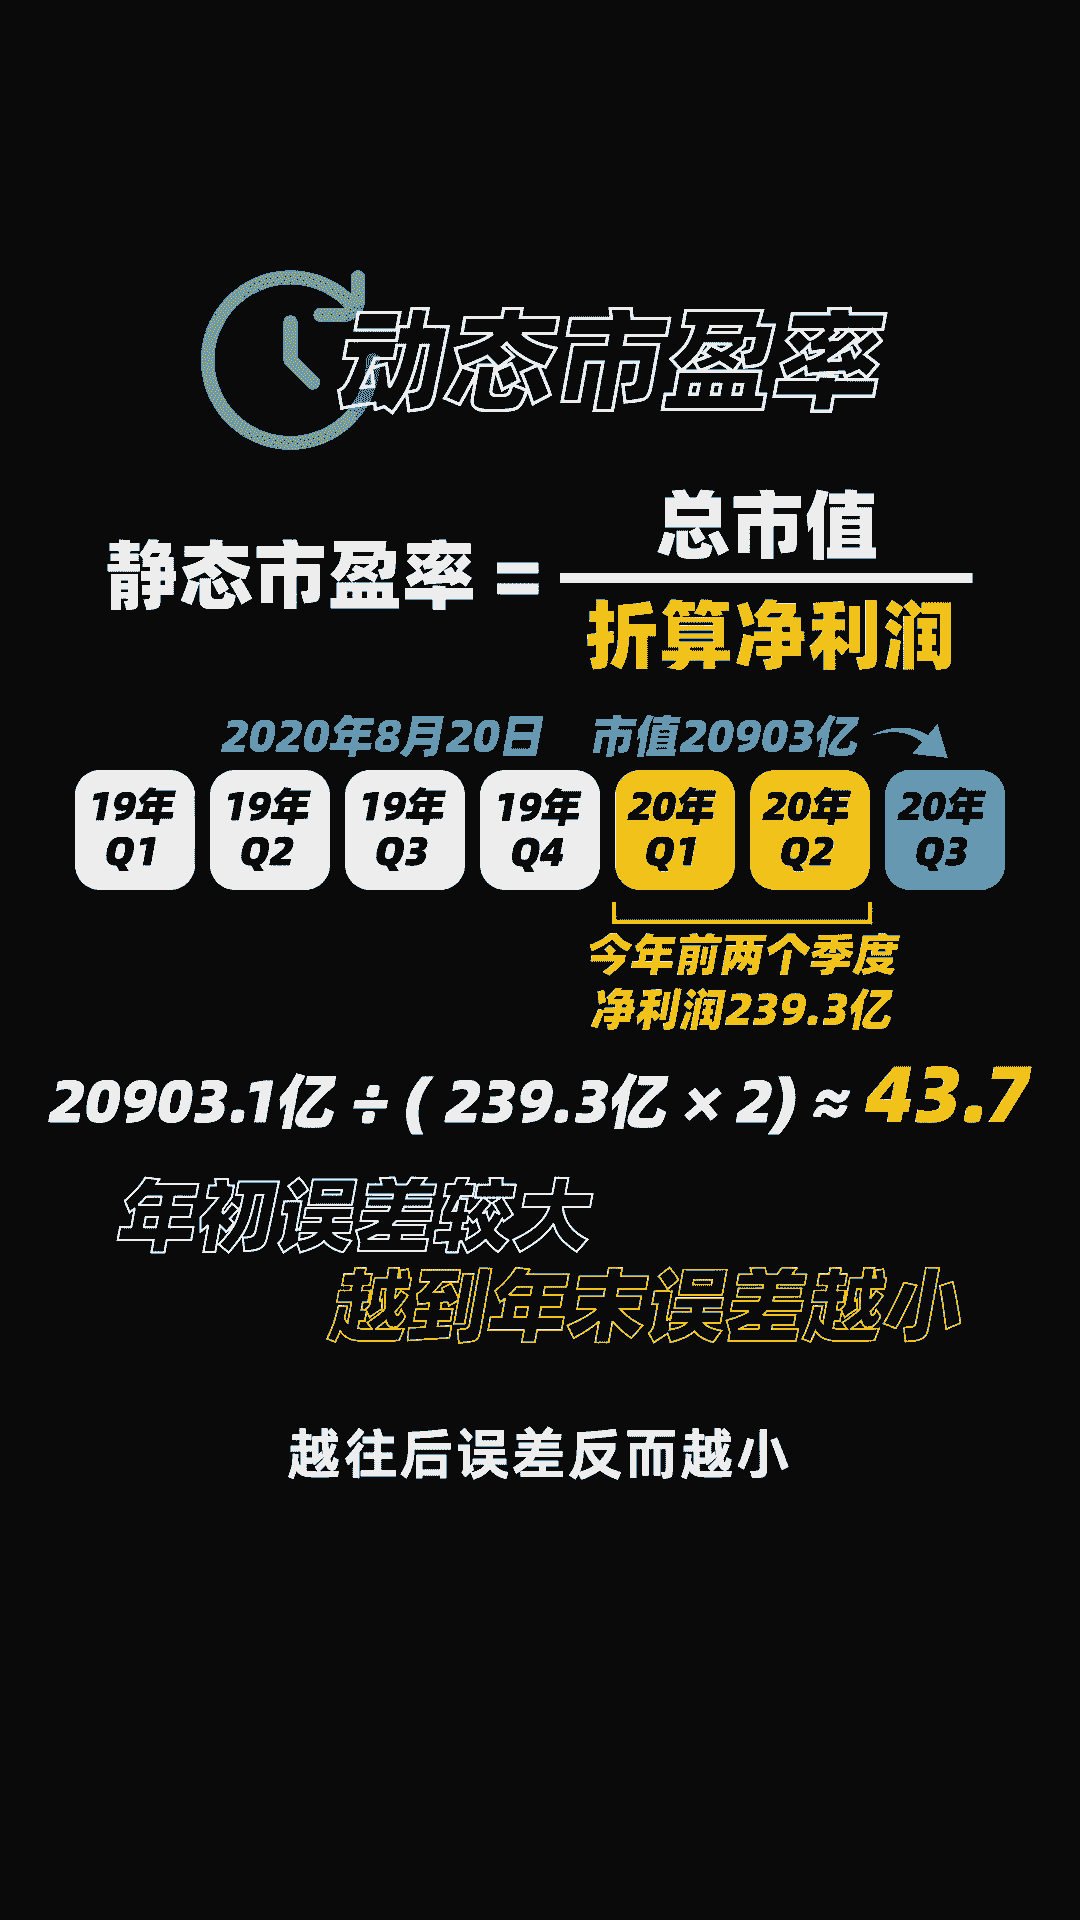 动态市盈率
静态市盈率 = 总市值
折算净利润
2020年8月20日 市值20903亿
19年 Q1 19年 Q2 19年 Q3 19年 Q4 20年 Q1 20年 Q2 20年 Q3
今年前两个季度
净利润239.3亿
20903.1亿 ÷ ( 239.3亿 × 2) ≈ 43.7
年初误差较大
越到年末误差越小
越往后误差反而越小